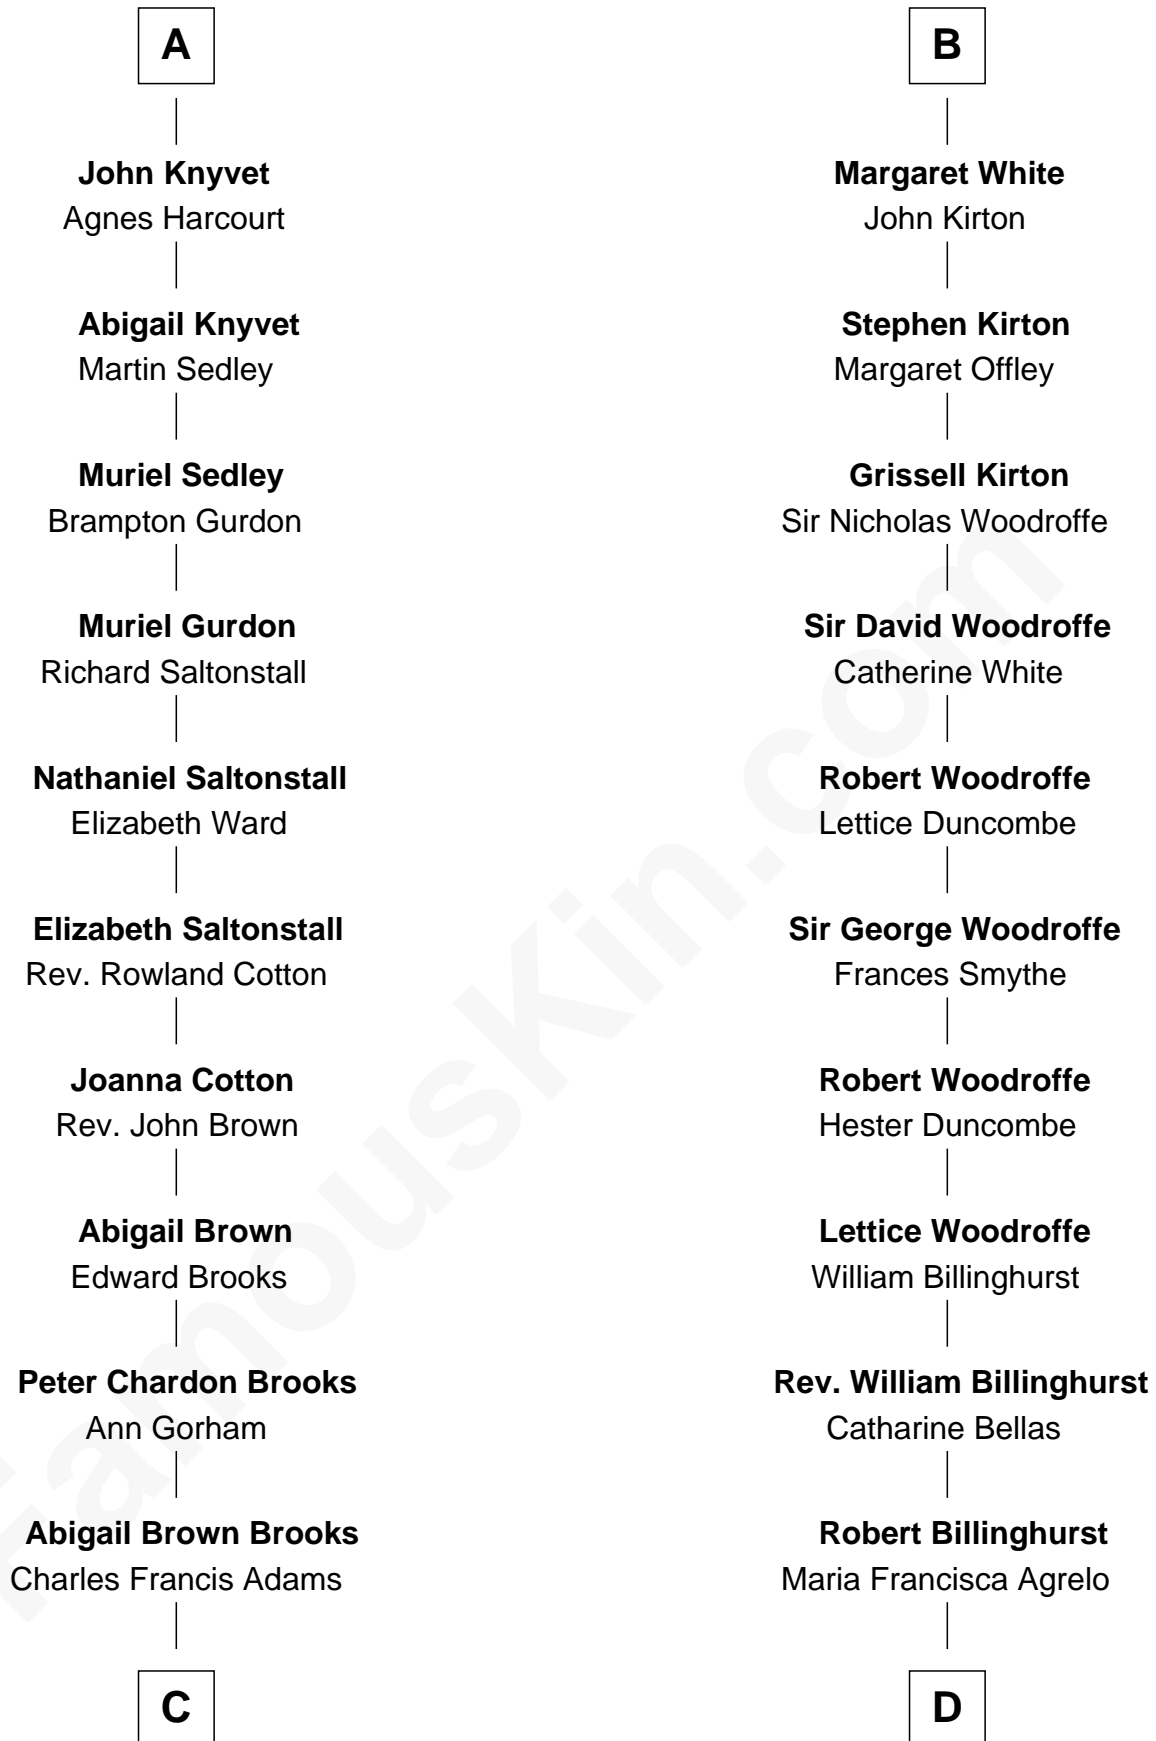 A
John Knyvet
Agnes Harcourt
Abigail Knyvet
Martin Sedley
Muriel Sedley
Brampton Gurdon
Muriel Gurdon
Richard Saltonstall
Nathaniel Saltonstall
Elizabeth Ward
Elizabeth Saltonstall
Rev. Rowland Cotton
Joanna Cotton
Rev. John Brown
Abigail Brown
Edward Brooks
Peter Chardon Brooks
Ann Gorham
Abigail Brown Brooks
Charles Francis Adams
C
B
Margaret White
John Kirton
Stephen Kirton
Margaret Offley
Grissell Kirton
Sir Nicholas Woodroffe
Sir David Woodroffe
Catherine White
Robert Woodroffe
Lettice Duncombe
Sir George Woodroffe
Frances Smythe
Robert Woodroffe
Hester Duncombe
Lettice Woodroffe
William Billinghurst
Rev. William Billinghurst
Catharine Bellas
Robert Billinghurst
Maria Francisca Agrelo
D
FamousKin.com